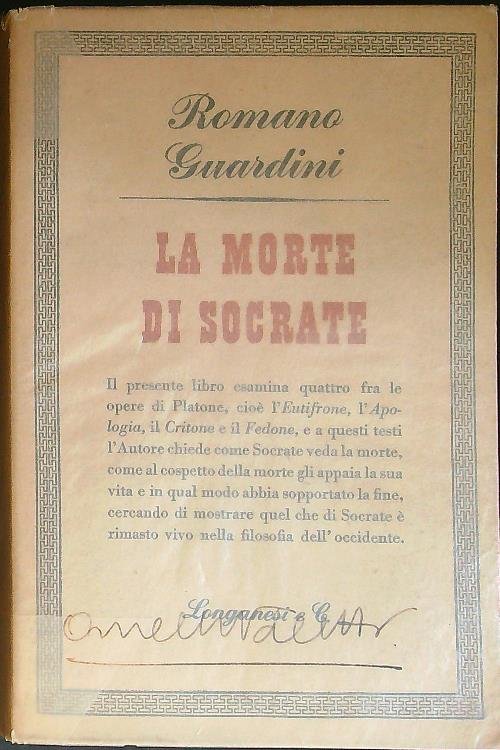 Romano
Guardini
LA MORTE
DI SOCRATE
Il presente libro esamina quattro fra le
opere di Platone, cioè l'Eutifrone, l'Apo-
logia, il Critone e il Fedone, e a questi testi
l'Autore chiede come Socrate veda la morte,
come al cospetto della morte gli appaia la sua
vita e in qual modo abbia sopportato la fine,
cercando di mostrare quel che di Socrate è
rimasto vivo nella filosofia dell'occidente.
Longanesi e C.